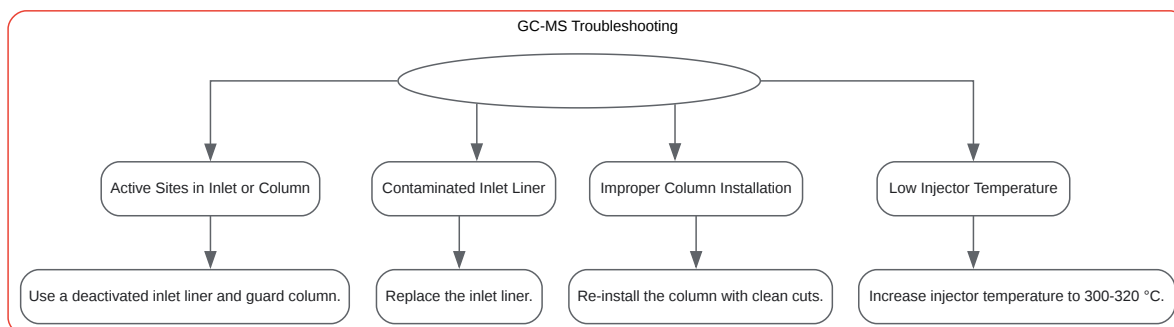 GC-MS Troubleshooting
Active Sites in Inlet or Column
Contaminated Inlet Liner
Improper Column Installation
Low Injector Temperature
Use a deactivated inlet liner and guard column.
Replace the inlet liner.
Re-install the column with clean cuts.
Increase injector temperature to 300-320 °C.